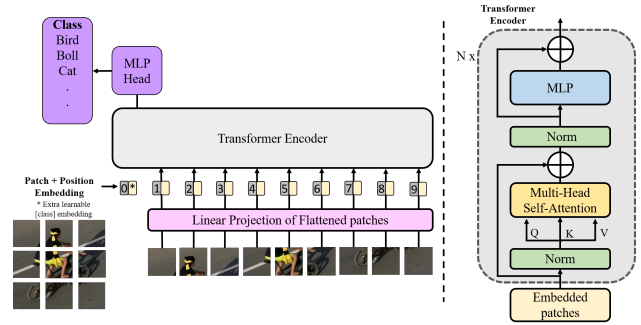 Class
Bird
Boll
Cat
.
.
MLP
Head
Transformer Encoder
Patch + Position
Embedding
* Extra learnable
[class] embedding
0 *
1
2
3
4
5
6
7
8
9
Linear Projection of Flattened patches
Transformer
Encoder
N x
MLP
Norm
Multi-Head
Self-Attention
Q
K
V
Norm
Embedded
patches